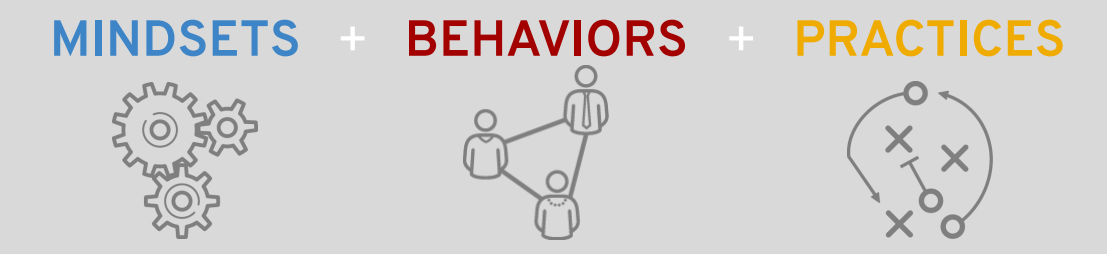 MINDSETS + BEHAVIORS + PRACTICES